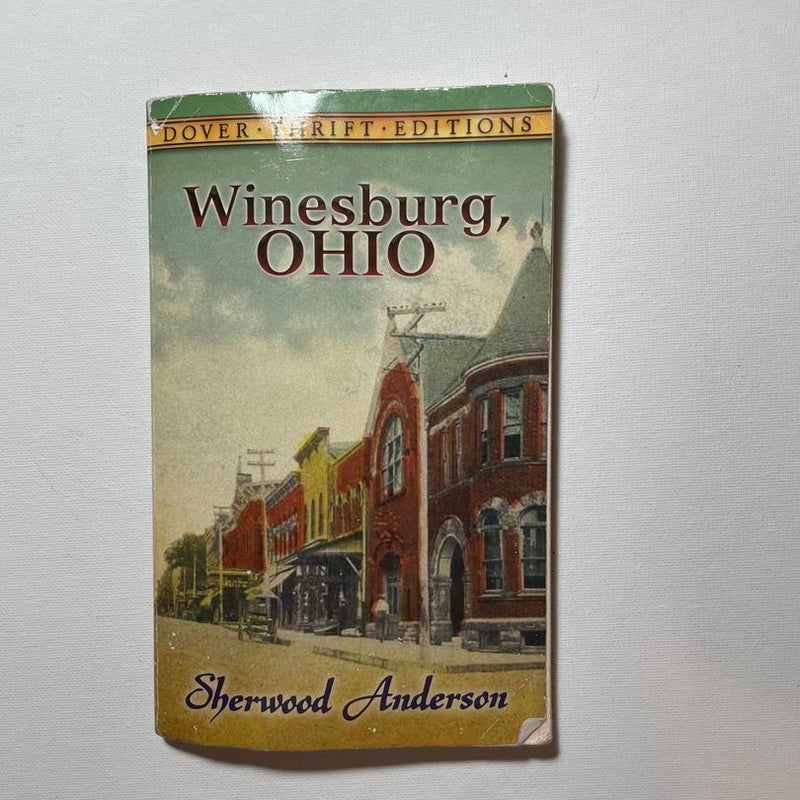 DOVER · THRIFT · EDITIONS
Winesburg,
OHIO
Sherwood Anderson